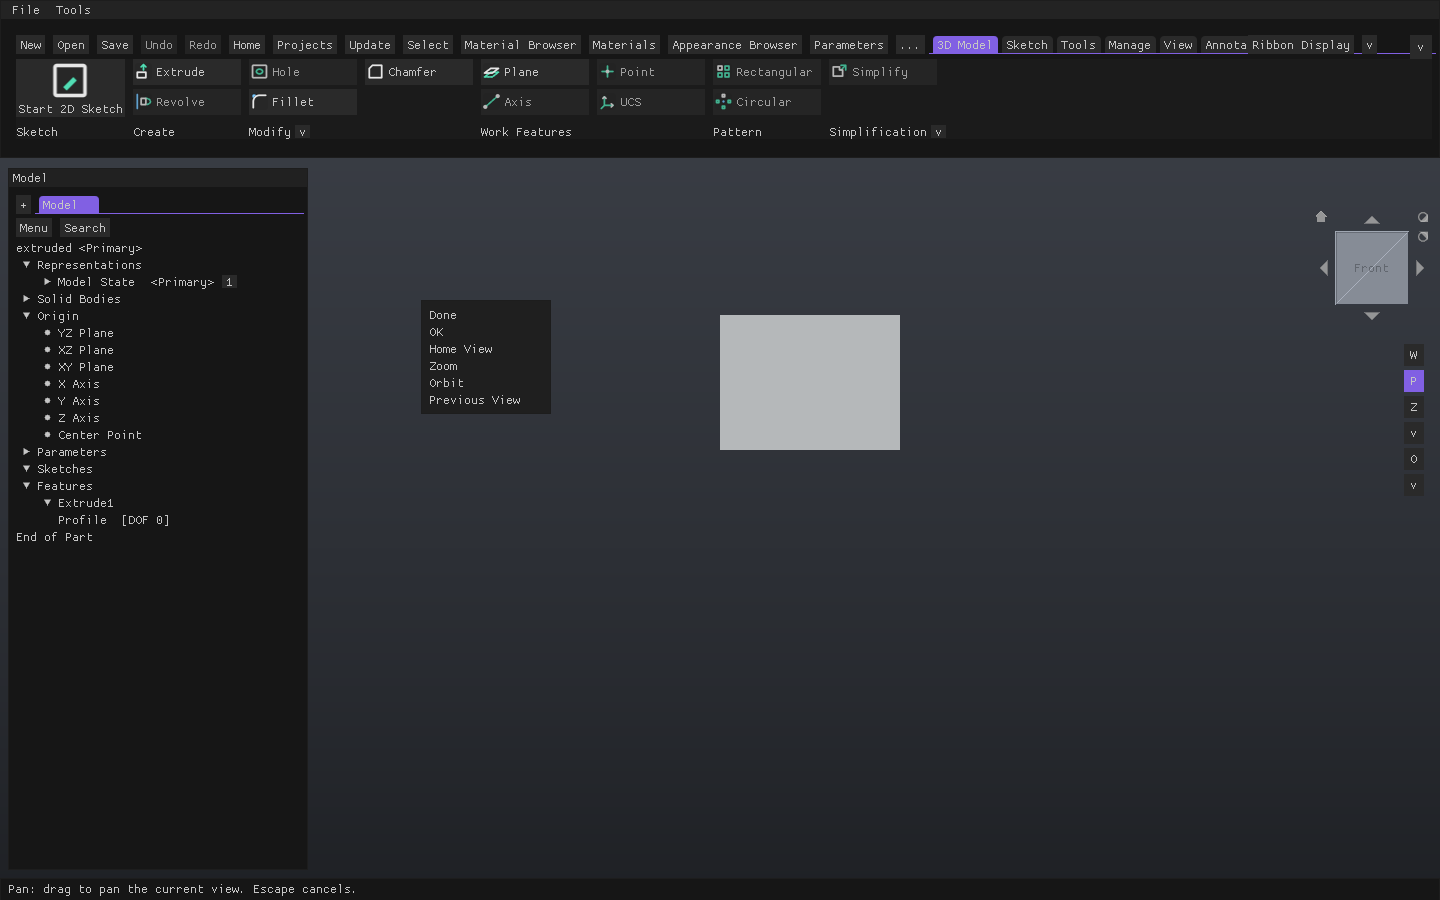 File Tools
New Open Save Undo Redo Home Projects Update Select Material Browser Materials Appearance Browser Parameters ... 3D Model Sketch Tools Manage View Annota Ribbon Display v v
Extrude Hole Chamfer Plane Point Rectangular Simplify
Start 2D Sketch Revolve Fillet Axis UCS Circular
Sketch Create Modify v Work Features Pattern Simplification v
Model
+ Model
Menu Search
extruded <Primary>
Representations
Model State <Primary> 1
Solid Bodies
Origin
YZ Plane
XZ Plane
XY Plane
X Axis
Y Axis
Z Axis
Center Point
Parameters
Sketches
Features
Extrude1
Profile [DOF 0]
End of Part
Done
OK
Home View
Zoom
Orbit
Previous View
Front
W
P
Z
v
O
v
Pan: drag to pan the current view. Escape cancels.